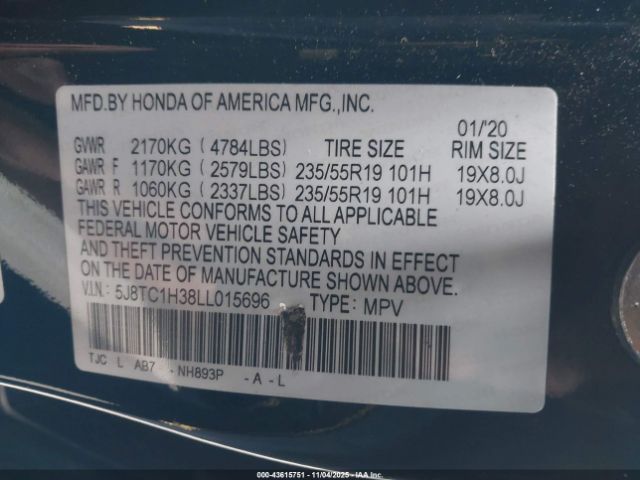 MFD.BY HONDA OF AMERICA MFG.,INC.
01/'20
GVWR 2170KG ( 4784LBS) TIRE SIZE RIM SIZE
GAWR F 1170KG ( 2579LBS) 235/55R19 101H 19X8.0J
GAWR R 1060KG ( 2337LBS) 235/55R19 101H 19X8.0J
THIS VEHICLE CONFORMS TO ALL APPLICABLE
FEDERAL MOTOR VEHICLE SAFETY
AND THEFT PREVENTION STANDARDS IN EFFECT
ON THE DATE OF MANUFACTURE SHOWN ABOVE.
V.I.N.: 5J8TC1H38LL015696 TYPE: MPV
TJC L AB7 - NH893P - A - L
000-43615751 - 11/04/2025 - IAA Inc.